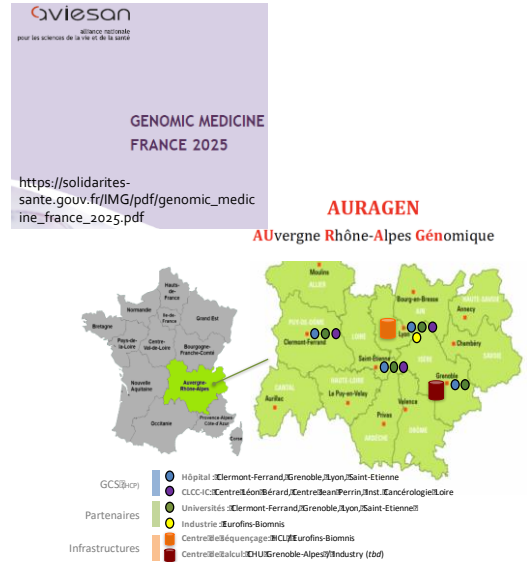 aviesan
alliance nationale
pour les sciences de la vie et de la santé
GENOMIC MEDICINE
FRANCE 2025
https://solidarites-
sante.gouv.fr/IMG/pdf/genomic_medic
ine_france_2025.pdf
AURAGEN
AUvergne Rhône-Alpes Génomique
Hauts-
de-
France
Normandie
Ile-de-
France
Grand Est
Bretagne
Pays-de-
la-Loire
Centre-
Val-de-Loire
Bourgogne-
Franche-Comté
Nouvelle
Aquitaine
Auvergne-
Rhône-Alpes
Occitanie
Provence-Alpes
Côte-d'Azur
Corse
Moulins
ALLIER
Bourg-en-Bresse
AIN
HAUTE-SAVOIE
Annecy
PUY-DE-DÔME
Clermont-Ferrand
LOIRE
Lyon
Chambéry
SAVOIE
Saint-Étienne
ISÈRE
Grenoble
CANTAL
Aurillac
HAUTE-LOIRE
Le Puy-en-Velay
Valence
Privas
ARDÈCHE
DRÔME
GCS (HCP)
Hôpital : Clermont-Ferrand, Grenoble, Lyon, Saint-Etienne
CLCC-IC: Centre Léon Bérard, Centre Jean Perrin, Inst. Cancérologie Loire
Partenaires
Universités : Clermont-Ferrand, Grenoble, Lyon, Saint-Etienne
Industrie : Eurofins-Biomnis
Infrastructures
Centre de séquençage: HCL / Eurofins-Biomnis
Centre de calcul: CHU Grenoble-Alpes / Industry (tbd)